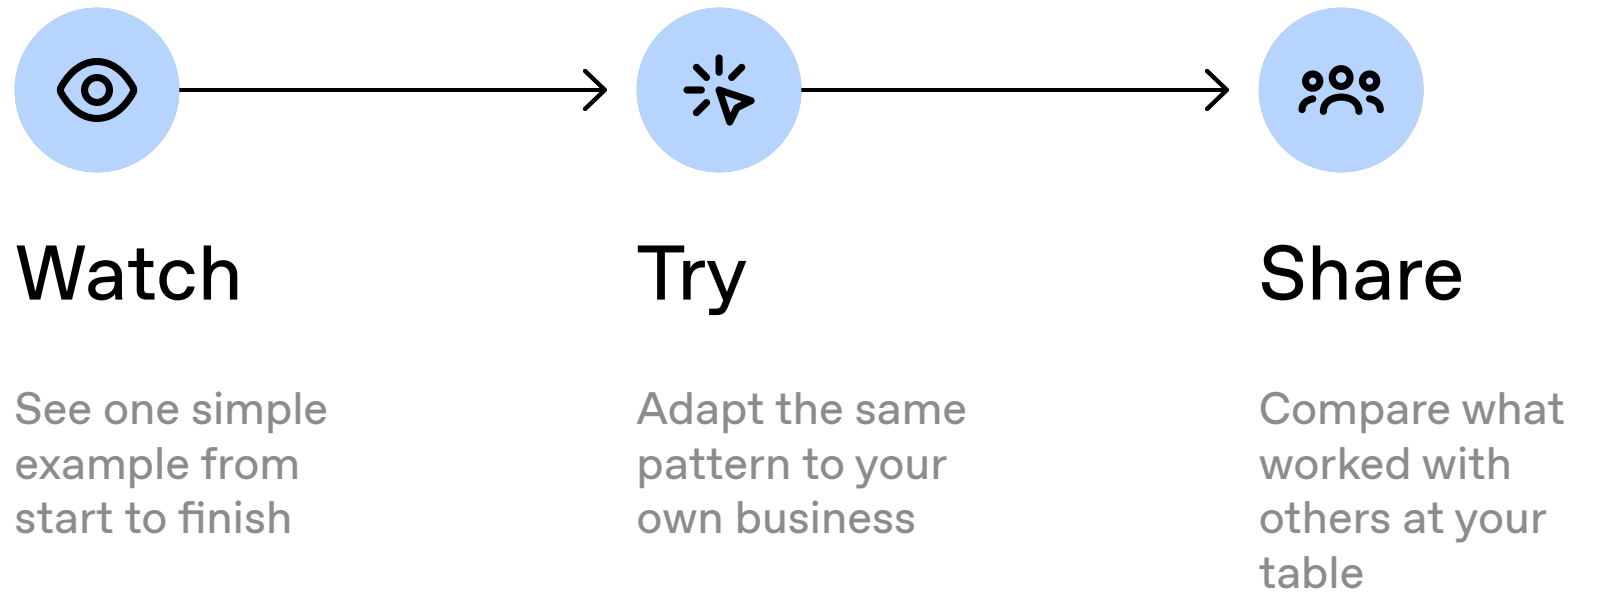 Watch
See one simple
example from
start to finish
Try
Adapt the same
pattern to your
own business
Share
Compare what
worked with
others at your
table